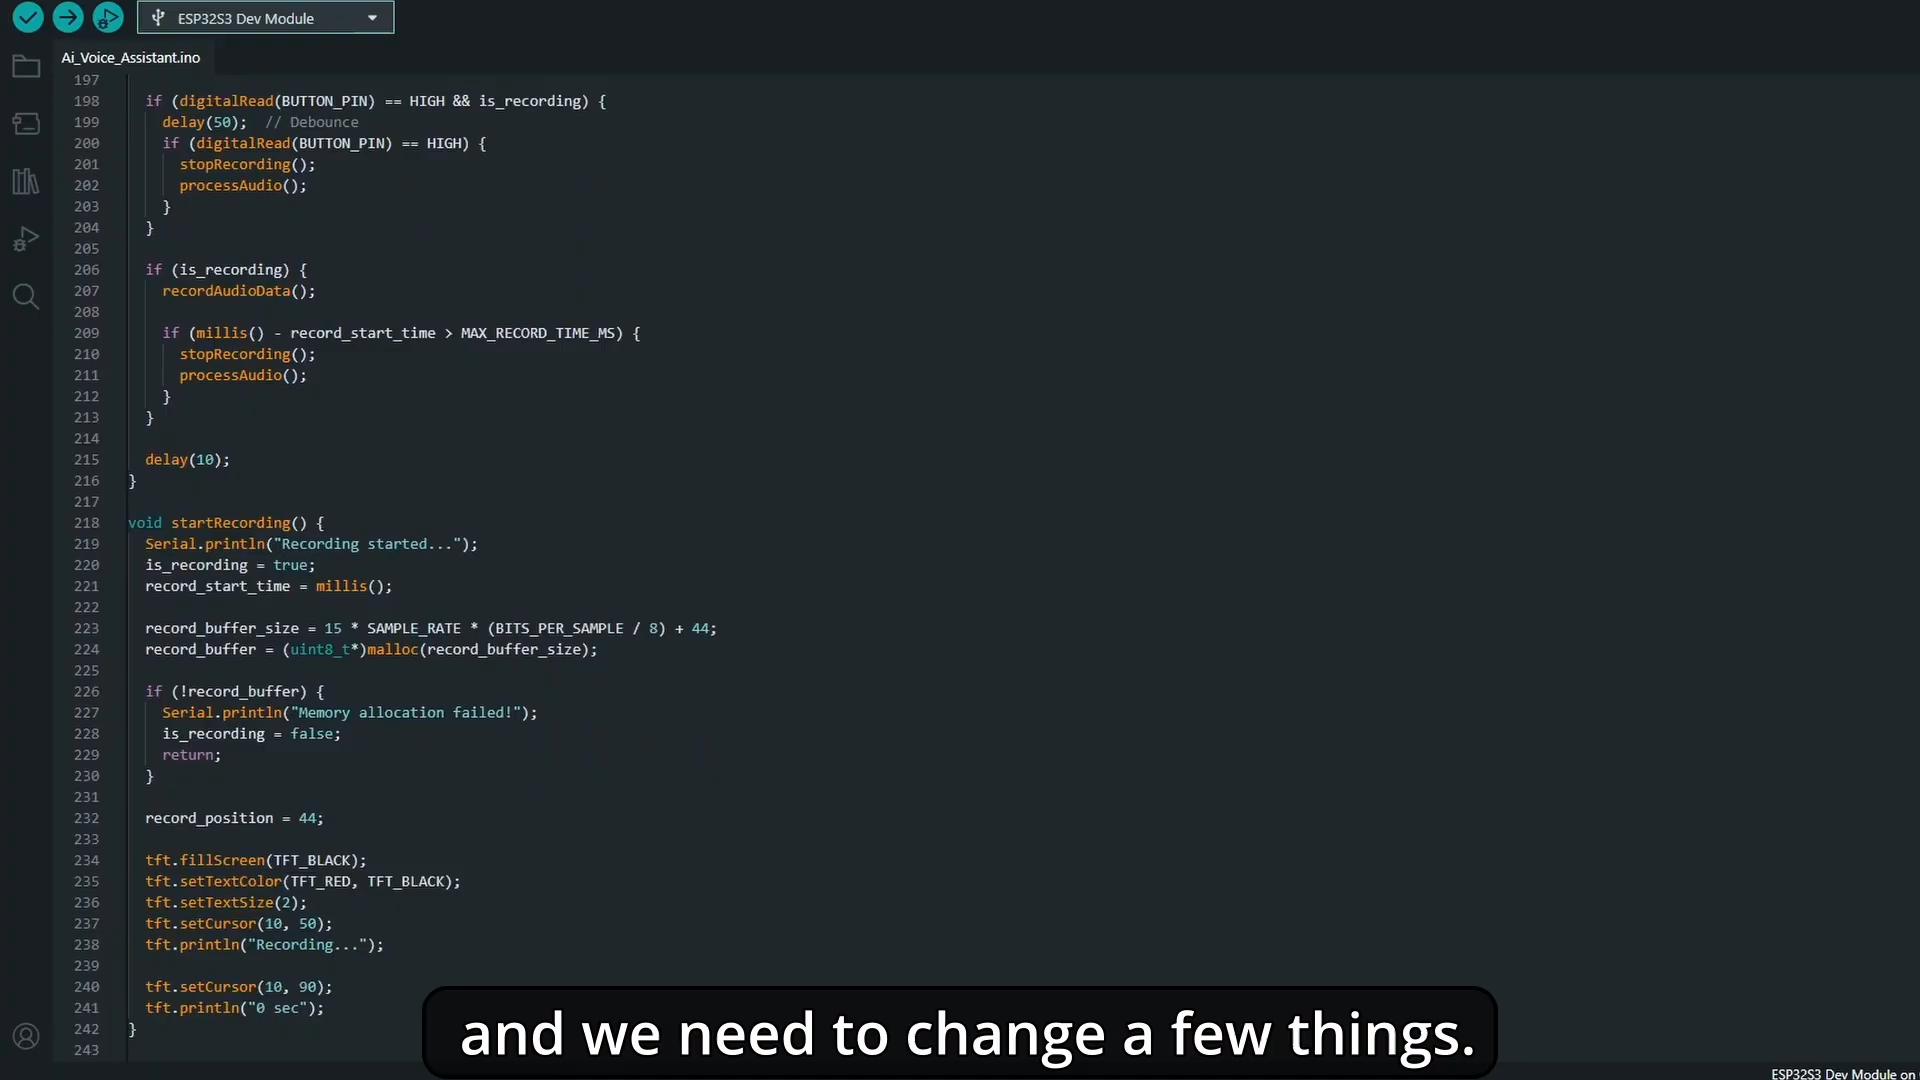 ESP32S3 Dev Module
Ai_Voice_Assistant.ino
197
198 if (digitalRead(BUTTON_PIN) == HIGH && is_recording) {
199 delay(50); // Debounce
200 if (digitalRead(BUTTON_PIN) == HIGH) {
201 stopRecording();
202 processAudio();
203 }
204 }
205
206 if (is_recording) {
207 recordAudioData();
208
209 if (millis() - record_start_time > MAX_RECORD_TIME_MS) {
210 stopRecording();
211 processAudio();
212 }
213 }
214
215 delay(10);
216 }
217
218 void startRecording() {
219 Serial.println("Recording started...");
220 is_recording = true;
221 record_start_time = millis();
222
223 record_buffer_size = 15 * SAMPLE_RATE * (BITS_PER_SAMPLE / 8) + 44;
224 record_buffer = (uint8_t*)malloc(record_buffer_size);
225
226 if (!record_buffer) {
227 Serial.println("Memory allocation failed!");
228 is_recording = false;
229 return;
230 }
231
232 record_position = 44;
233
234 tft.fillScreen(TFT_BLACK);
235 tft.setTextColor(TFT_RED, TFT_BLACK);
236 tft.setTextSize(2);
237 tft.setCursor(10, 50);
238 tft.println("Recording...");
239
240 tft.setCursor(10, 90);
241 tft.println("0 sec");
242 }
243
and we need to change a few things.
ESP32S3 Dev Module on